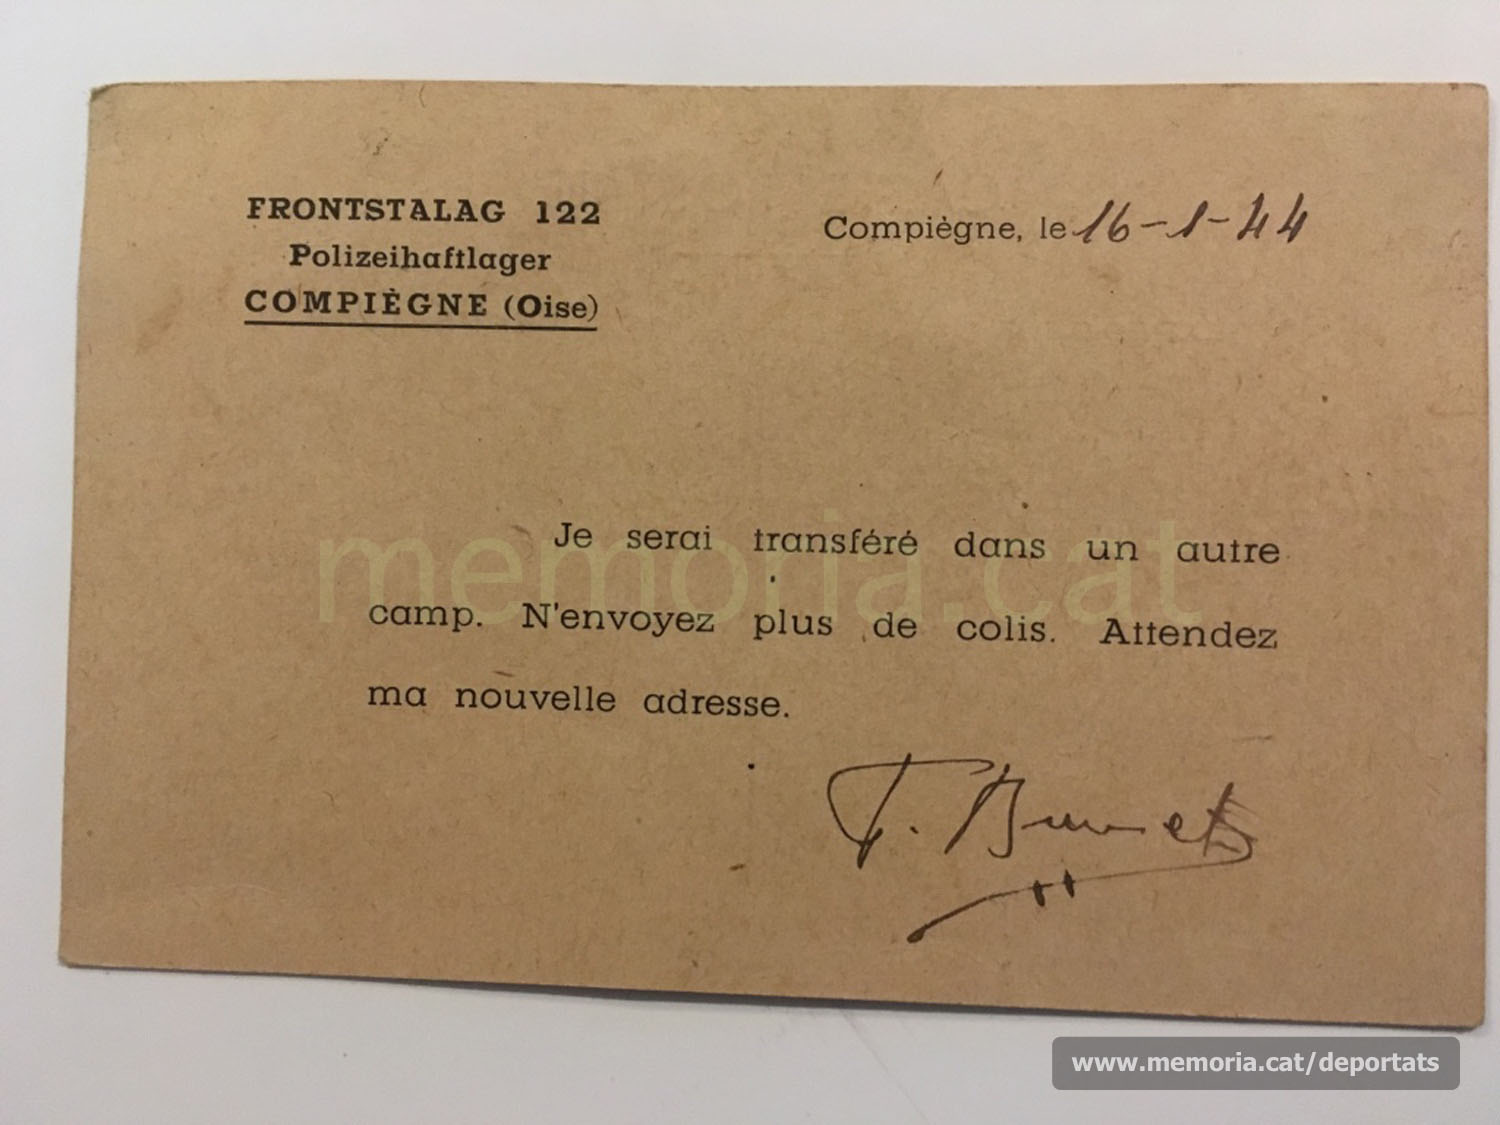 FRONTSTALAG 122
Polizeihaftlager
COMPIÈGNE (Oise)
Compiègne, le 16-1-44
Je serai transféré dans un autre
camp. N'envoyez plus de colis. Attendez
ma nouvelle adresse.
memoria.cat
www.memoria.cat/deportats